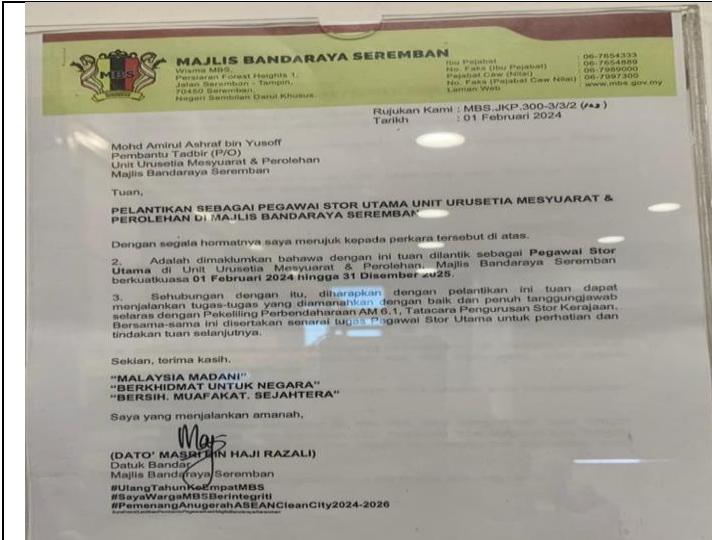 MBS
MAJLIS BANDARAYA SEREMBAN
Wisma MBS,
Persiaran Forest Heights 1,
Jalan Seremban - Tampin,
70450 Seremban,
Negeri Sembilan Darul Khusus.
Ibu Pejabat : 06-7654333
No. Faks (Ibu Pejabat) : 06-7654889
Pejabat Caw (Nilai) : 06-7989000
No. Faks (Pejabat Caw Nilai) : 06-7997300
Laman Web : www.mbs.gov.my
Rujukan Kami : MBS.JKP.300-3/3/2
Tarikh : 01 Februari 2024
Mohd Amirul Ashraf bin Yusoff
Pembantu Tadbir (P/O)
Unit Urusetia Mesyuarat & Perolehan
Majlis Bandaraya Seremban
Tuan,
PELANTIKAN SEBAGAI PEGAWAI STOR UTAMA UNIT URUSETIA MESYUARAT &
PEROLEHAN DI MAJLIS BANDARAYA SEREMBAN
Dengan segala hormatnya saya merujuk kepada perkara tersebut di atas.
2. Adalah dimaklumkan bahawa dengan ini tuan dilantik sebagai Pegawai Stor
Utama di Unit Urusetia Mesyuarat & Perolehan, Majlis Bandaraya Seremban
berkuatkuasa 01 Februari 2024 hingga 31 Disember 2025.
3. Sehubungan dengan itu, diharapkan dengan pelantikan ini tuan dapat
menjalankan tugas-tugas yang diamanahkan dengan baik dan penuh tanggungjawab
selaras dengan Pekeliling Perbendaharaan AM 6.1, Tatacara Pengurusan Stor Kerajaan.
Bersama-sama ini disertakan senarai tugas Pegawai Stor Utama untuk perhatian dan
tindakan tuan selanjutnya.
Sekian, terima kasih.
"MALAYSIA MADANI"
"BERKHIDMAT UNTUK NEGARA"
"BERSIH. MUAFAKAT. SEJAHTERA"
Saya yang menjalankan amanah,
(DATO' MASRI BIN HAJI RAZALI)
Datuk Bandar
Majlis Bandaraya Seremban
#UlangTahunKeEmpatMBS
#SayaWargaMBSBerintegriti
#PemenangAnugerahASEANCleanCity2024-2026